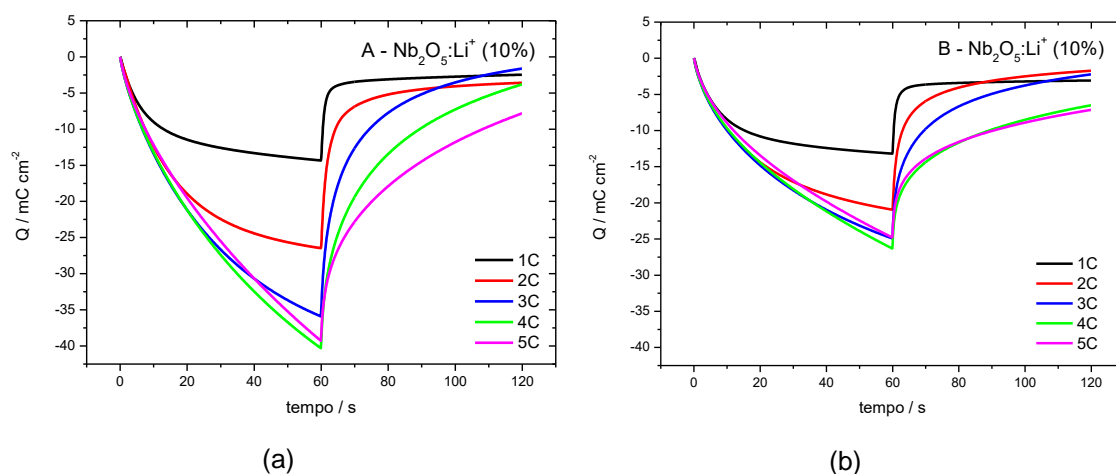 A - Nb₂O₅:Li⁺ (10%)
Q / mC cm⁻²
5
0
-5
-10
-15
-20
-25
-30
-35
-40
1C
2C
3C
4C
5C
0 20 40 60 80 100 120
tempo / s
(a)
B - Nb₂O₅:Li⁺ (10%)
Q / mC cm⁻²
5
0
-5
-10
-15
-20
-25
-30
-35
-40
1C
2C
3C
4C
5C
0 20 40 60 80 100 120
tempo / s
(b)